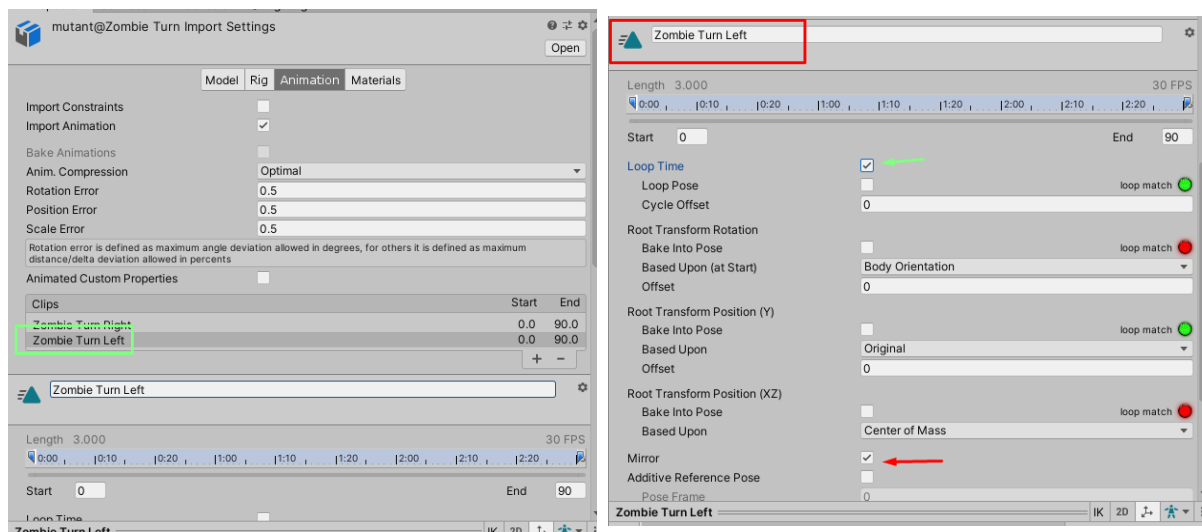 mutant@Zombie Turn Import Settings
Open
Model Rig Animation Materials
Import Constraints
Import Animation
Bake Animations
Anim. Compression Optimal
Rotation Error 0.5
Position Error 0.5
Scale Error 0.5
Rotation error is defined as maximum angle deviation allowed in degrees, for others it is defined as maximum
distance/delta deviation allowed in percents
Animated Custom Properties
Clips Start End
Zombie Turn Right 0.0 90.0
Zombie Turn Left 0.0 90.0
+ −
Zombie Turn Left
Length 3.000 30 FPS
0:00 0:10 0:20 1:00 1:10 1:20 2:00 2:10 2:20
Start 0 End 90
Loop Time
Zombie Turn Left IK 2D
Zombie Turn Left
Length 3.000 30 FPS
0:00 0:10 0:20 1:00 1:10 1:20 2:00 2:10 2:20
Start 0 End 90
Loop Time
Loop Pose loop match
Cycle Offset 0
Root Transform Rotation
Bake Into Pose loop match
Based Upon (at Start) Body Orientation
Offset 0
Root Transform Position (Y)
Bake Into Pose loop match
Based Upon Original
Offset 0
Root Transform Position (XZ)
Bake Into Pose loop match
Based Upon Center of Mass
Mirror
Additive Reference Pose
Pose Frame 0
Zombie Turn Left IK 2D